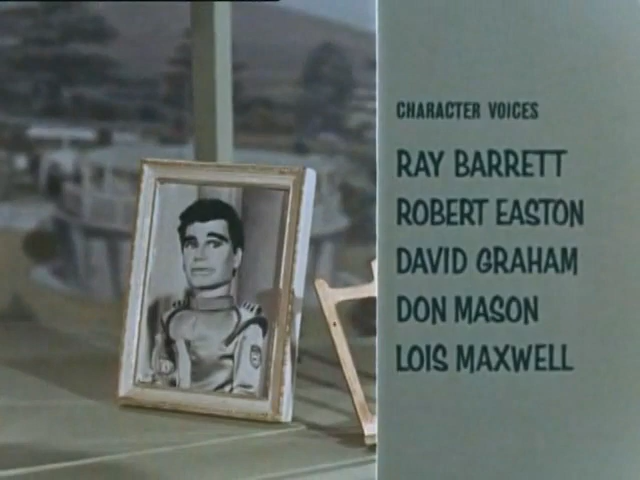 CHARACTER VOICES
RAY BARRETT
ROBERT EASTON
DAVID GRAHAM
DON MASON
LOIS MAXWELL